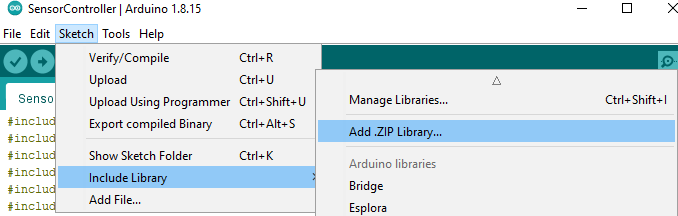 SensorController | Arduino 1.8.15
File Edit Sketch Tools Help
Verify/Compile Ctrl+R
Upload Ctrl+U
Upload Using Programmer Ctrl+Shift+U
Export compiled Binary Ctrl+Alt+S
Show Sketch Folder Ctrl+K
Include Library
Add File...
Manage Libraries... Ctrl+Shift+I
Add .ZIP Library...
Arduino libraries
Bridge
Esplora
Senso
#includ
#includ
#includ
#includ
#includ
#includ